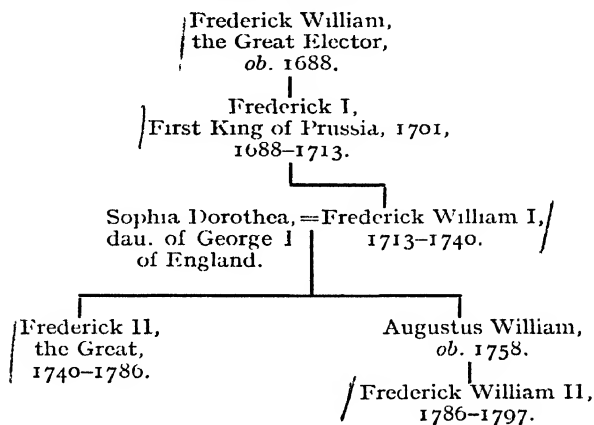 Frederick William,
the Great Elector,
ob. 1688.
Frederick I,
First King of Prussia, 1701,
1688–1713.
Sophia Dorothea, = Frederick William I,
dau. of George I 1713–1740.
of England.
Frederick II,
the Great,
1740–1786.
Augustus William,
ob. 1758.
Frederick William II,
1786–1797.